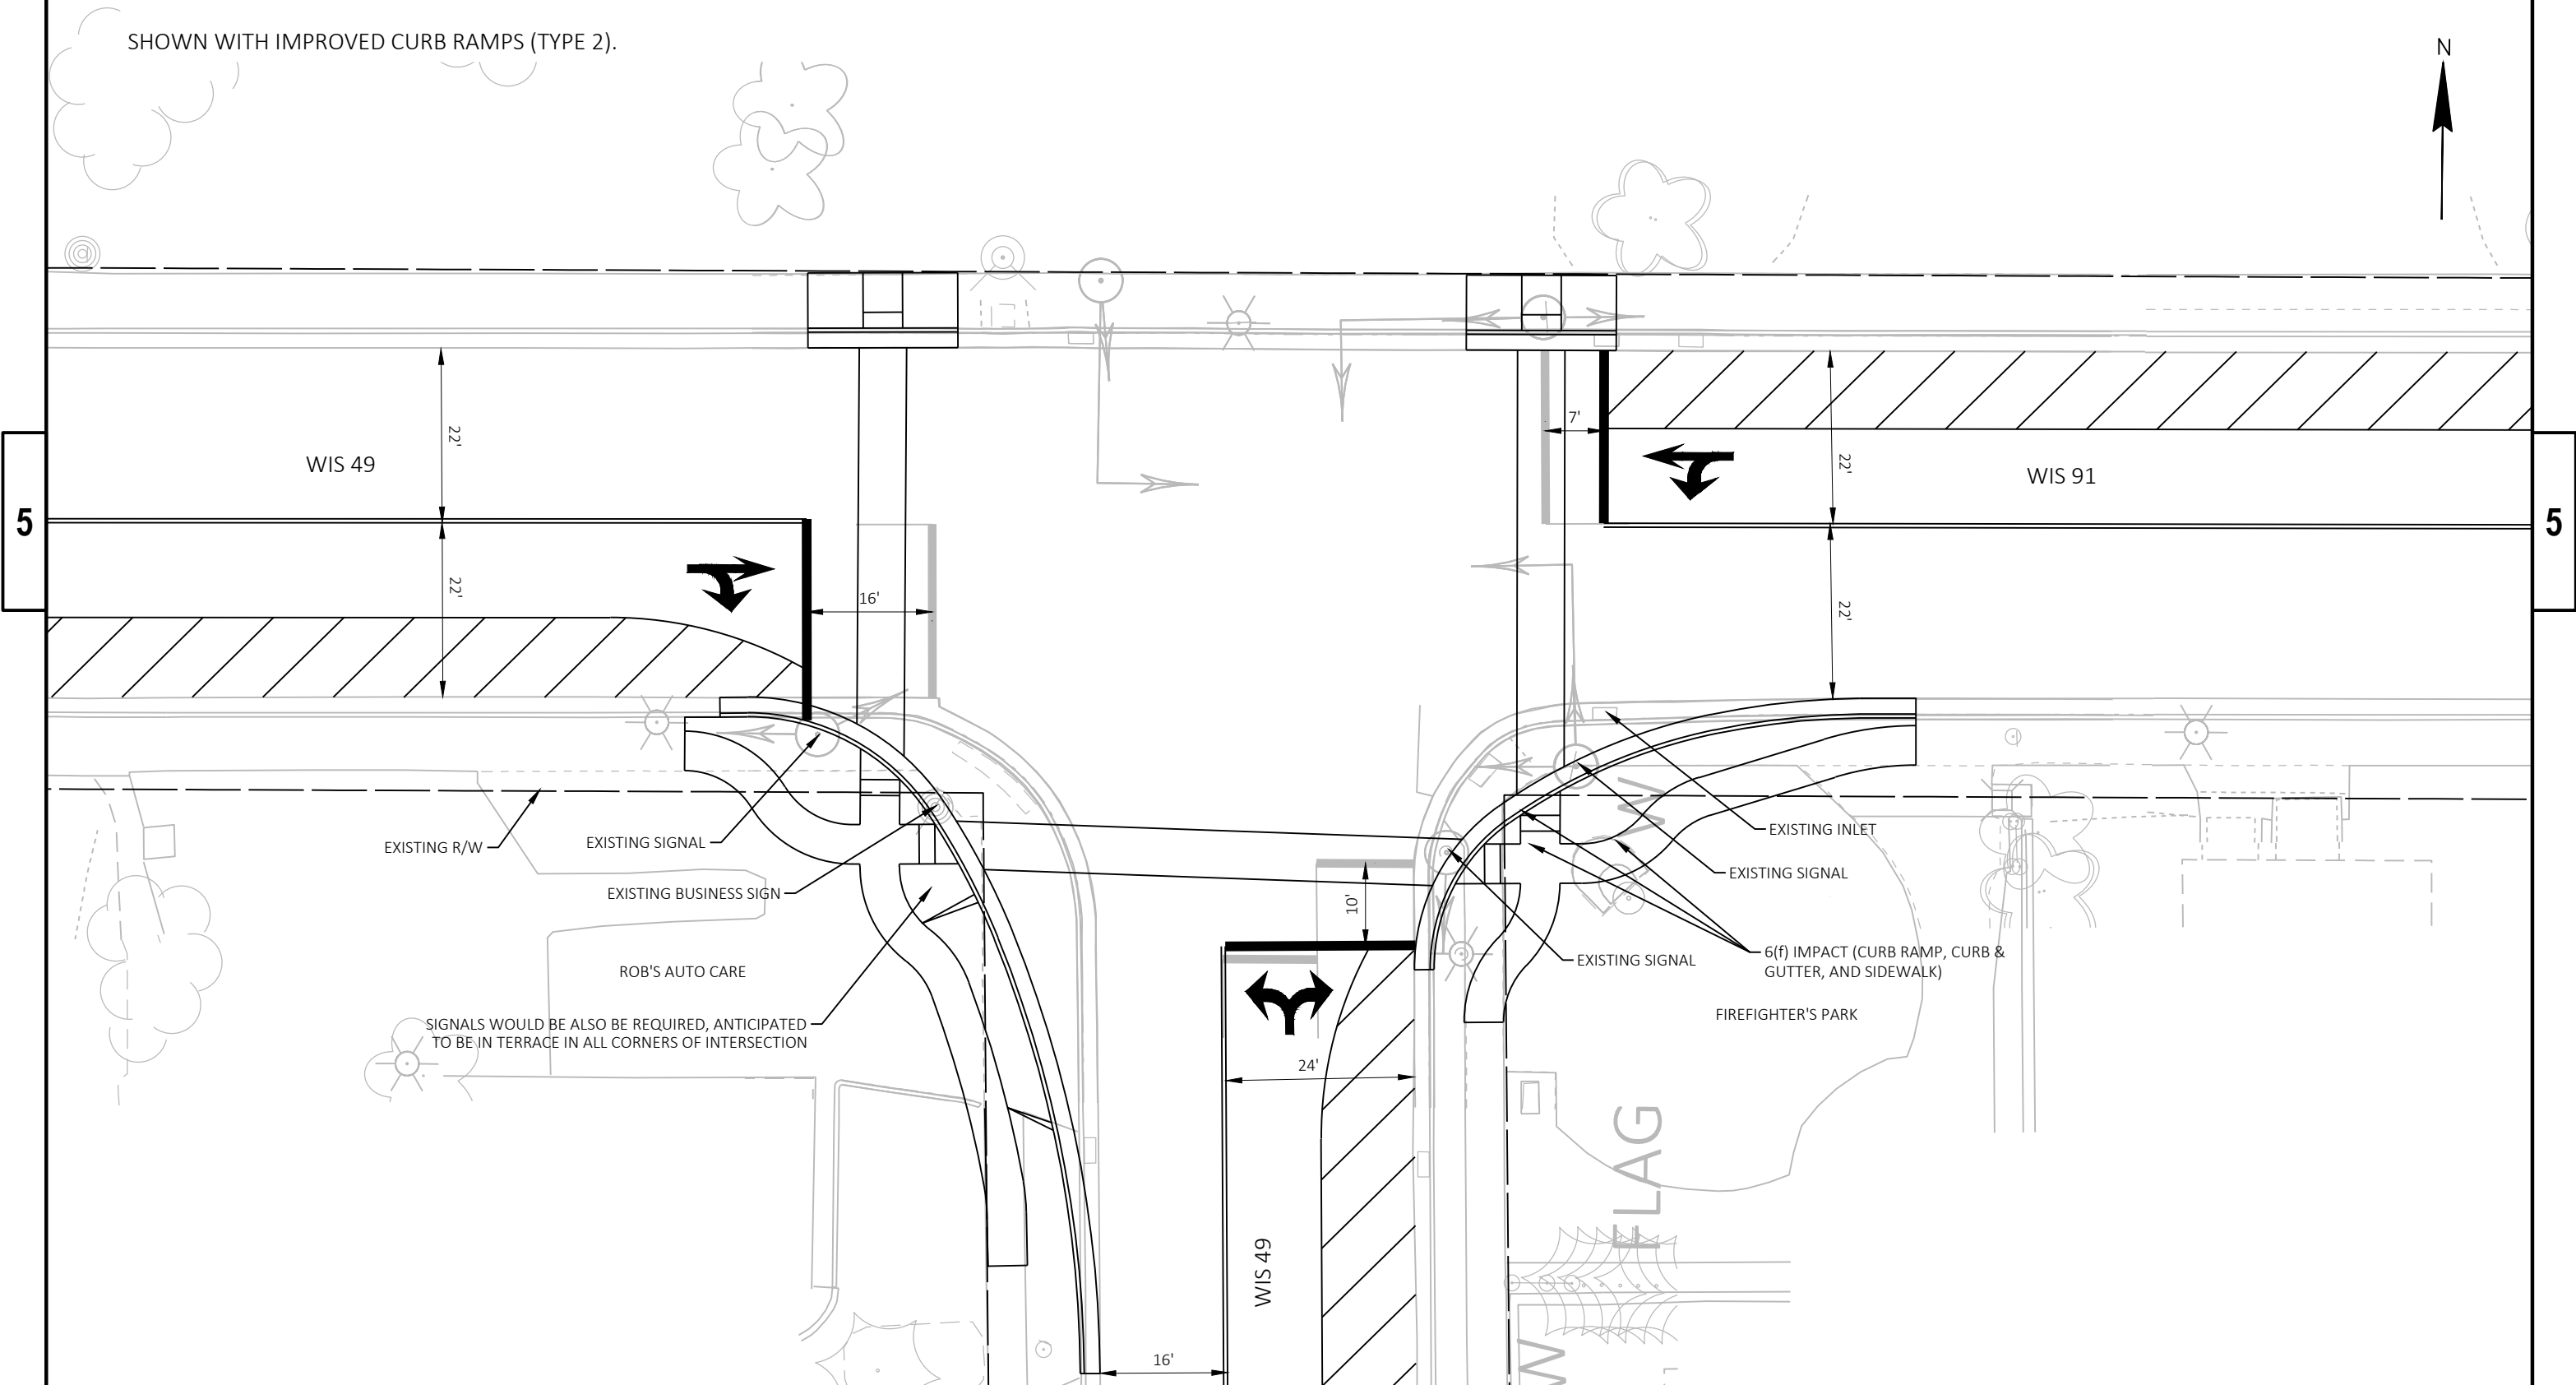 SHOWN WITH IMPROVED CURB RAMPS (TYPE 2).
N
7'
22'
22'
WIS 49
WIS 91
5
5
22'
16'
22'
EXISTING INLET
EXISTING R/W
EXISTING SIGNAL
EXISTING SIGNAL
EXISTING BUSINESS SIGN
10'
W
6(f) IMPACT (CURB RAMP, CURB &
GUTTER, AND SIDEWALK)
EXISTING SIGNAL
ROB'S AUTO CARE
FIREFIGHTER'S PARK
SIGNALS WOULD BE ALSO BE REQUIRED, ANTICIPATED
TO BE IN TERRACE IN ALL CORNERS OF INTERSECTION
24'
FLAG
WIS 49
W
16'